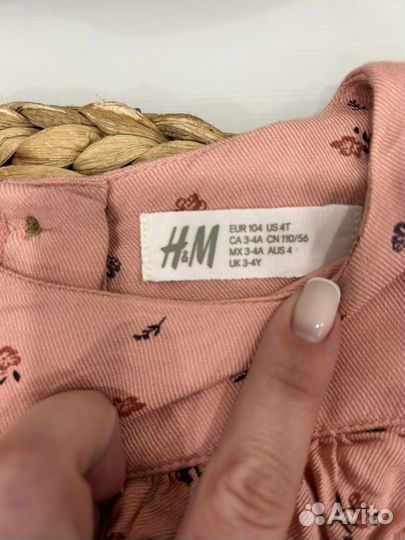 H&M
EUR 104 US 4T
CA 3-4A CN 110/56
MX 3-4A AUS 4
UK 3-4Y
Avito